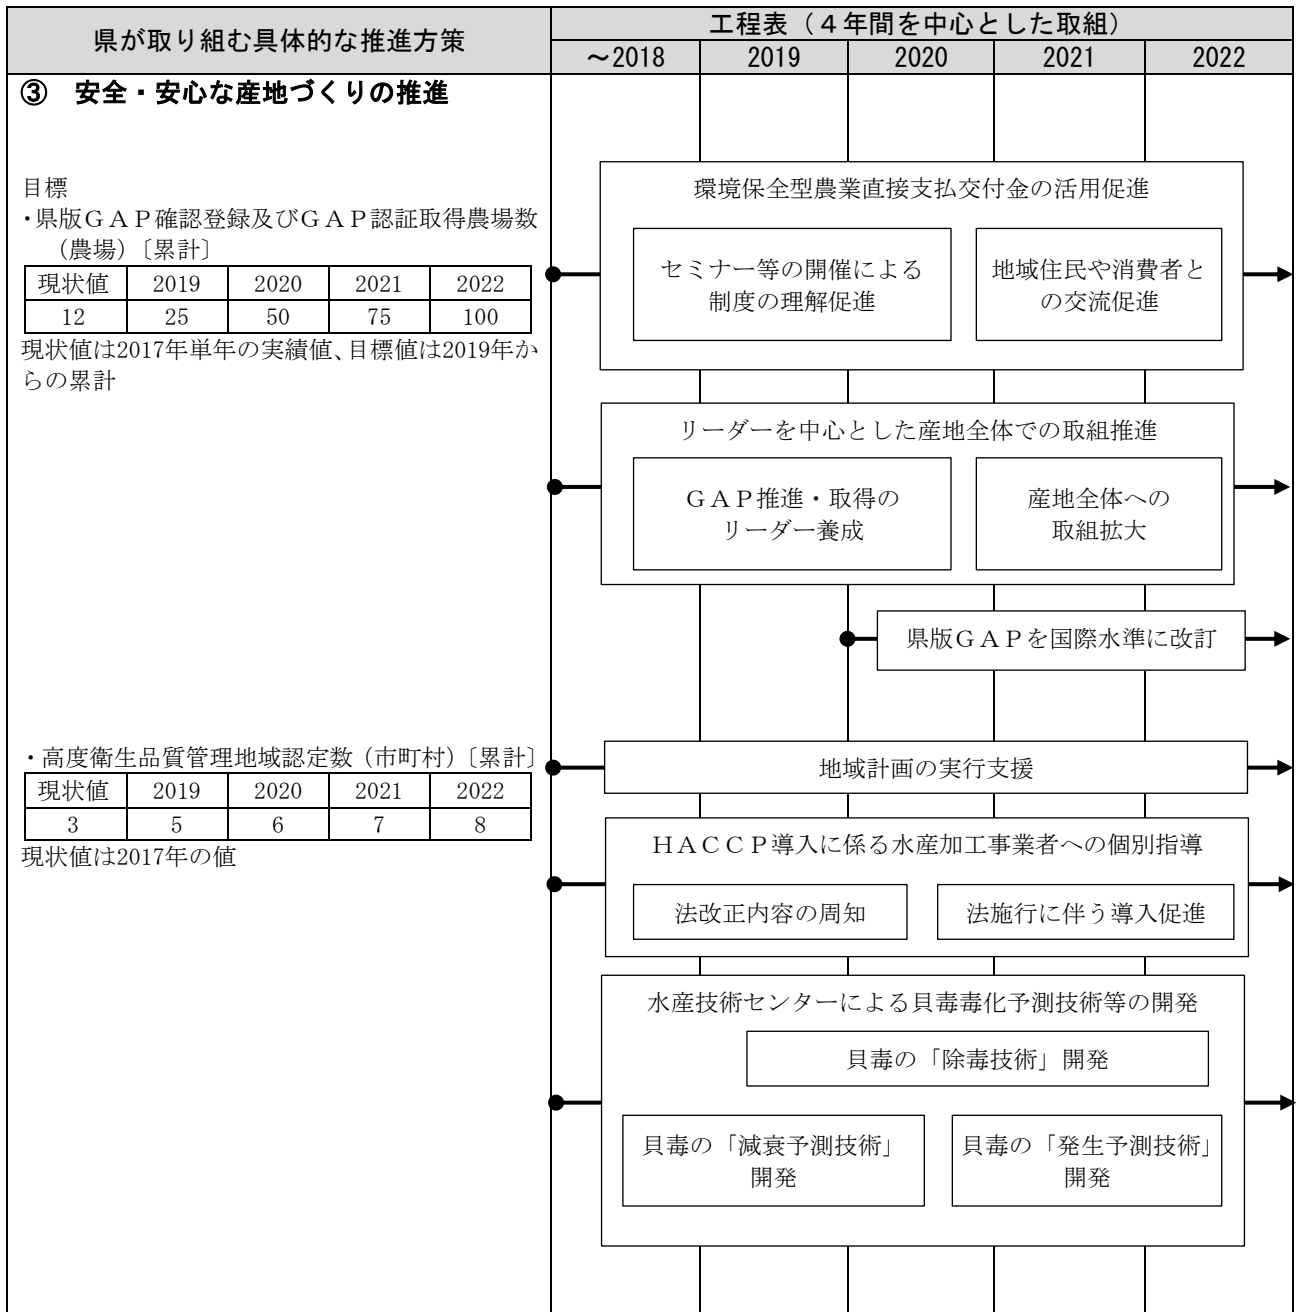 県が取り組む具体的な推進方策
工程表（４年間を中心とした取組）
～2018 2019 2020 2021 2022
③ 安全・安心な産地づくりの推進
目標
・県版ＧＡＰ確認登録及びＧＡＰ認証取得農場数
（農場）〔累計〕
現状値 2019 2020 2021 2022
12 25 50 75 100
現状値は2017年単年の実績値、目標値は2019年か
らの累計
環境保全型農業直接支払交付金の活用促進
セミナー等の開催による
制度の理解促進
地域住民や消費者と
の交流促進
リーダーを中心とした産地全体での取組推進
ＧＡＰ推進・取得の
リーダー養成
産地全体への
取組拡大
県版ＧＡＰを国際水準に改訂
・高度衛生品質管理地域認定数（市町村）〔累計〕
現状値 2019 2020 2021 2022
3 5 6 7 8
現状値は2017年の値
地域計画の実行支援
ＨＡＣＣＰ導入に係る水産加工事業者への個別指導
法改正内容の周知
法施行に伴う導入促進
水産技術センターによる貝毒毒化予測技術等の開発
貝毒の「除毒技術」開発
貝毒の「減衰予測技術」
開発
貝毒の「発生予測技術」
開発